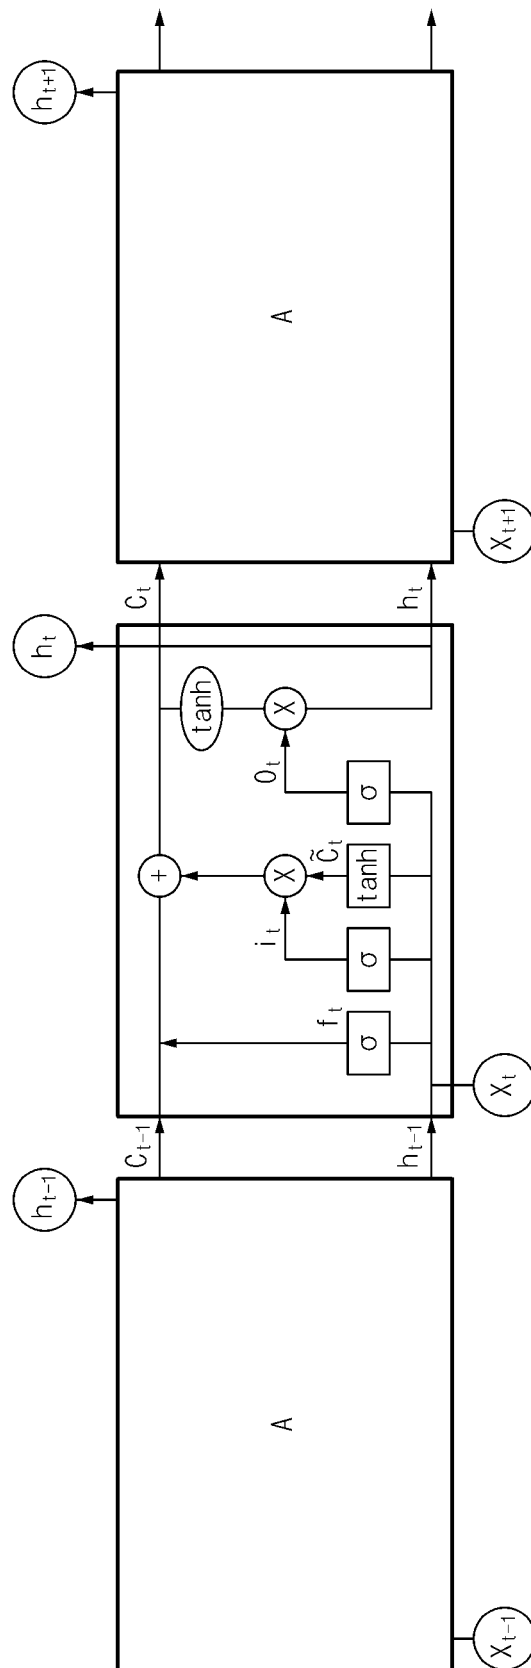 h_{t-1}
h_t
h_{t+1}
C_{t-1}
C_t
+
tanh
X
X
f_t
i_t
C̃_t
O_t
σ
σ
tanh
σ
A
A
h_{t-1}
h_t
X_{t-1}
X_t
X_{t+1}